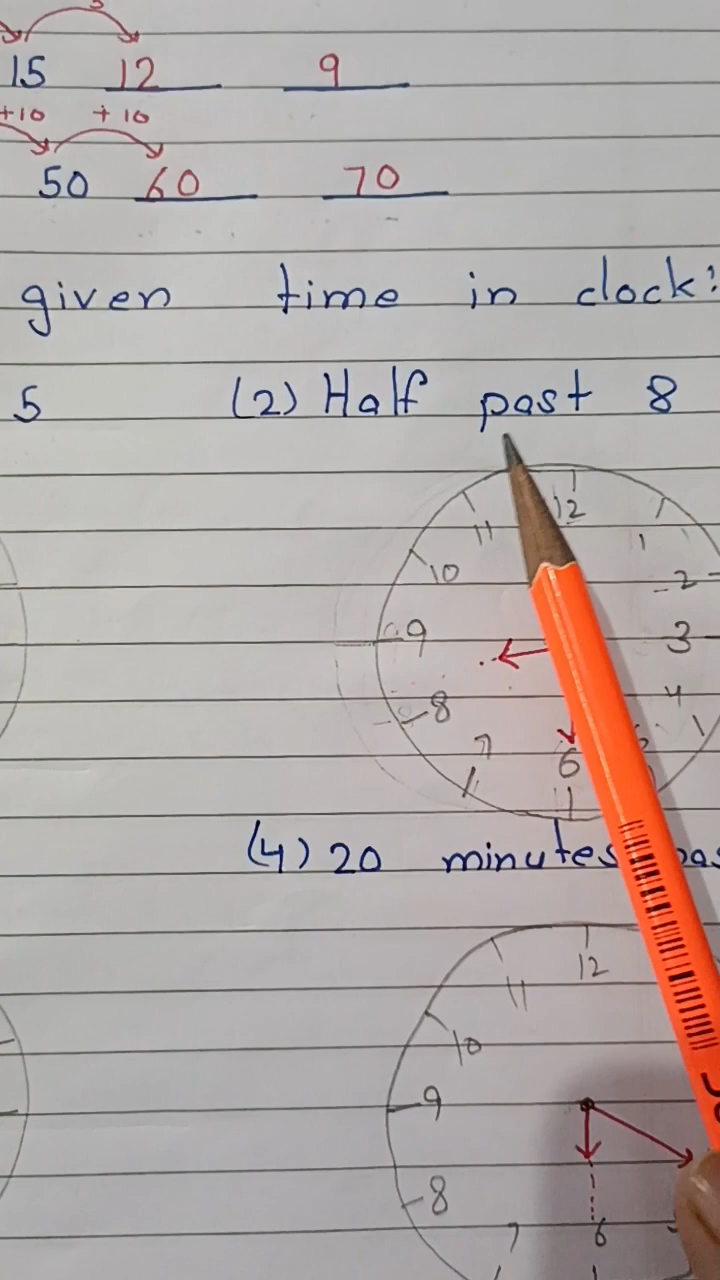 15 12 9
+10 +10
50 60 70
given time in clock:
5 (2) Half past 8
12
11 1
10 2
9 3
8 4
7
6
(4) 20 minutes
12
11
10
9
8
7 6